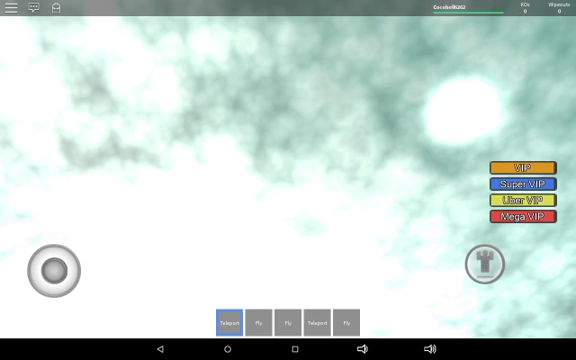 KOs
Wipeouts
0
0
VIP
Super VIP
Uber VIP
Mega VIP
Teleport
Fly
Fly
Teleport
Fly